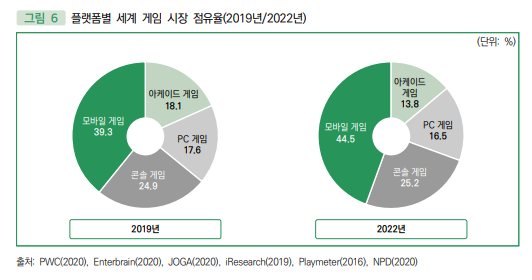 그림 6 플랫폼별 세계 게임 시장 점유율(2019년/2022년)
(단위: %)
아케이드 게임
18.1
PC 게임
17.6
콘솔 게임
24.9
모바일 게임
39.3
2019년
아케이드
게임
13.8
PC 게임
16.5
콘솔 게임
25.2
모바일 게임
44.5
2022년
출처: PWC(2020), Enterbrain(2020), JOGA(2020), iResearch(2019), Playmeter(2016), NPD(2020)